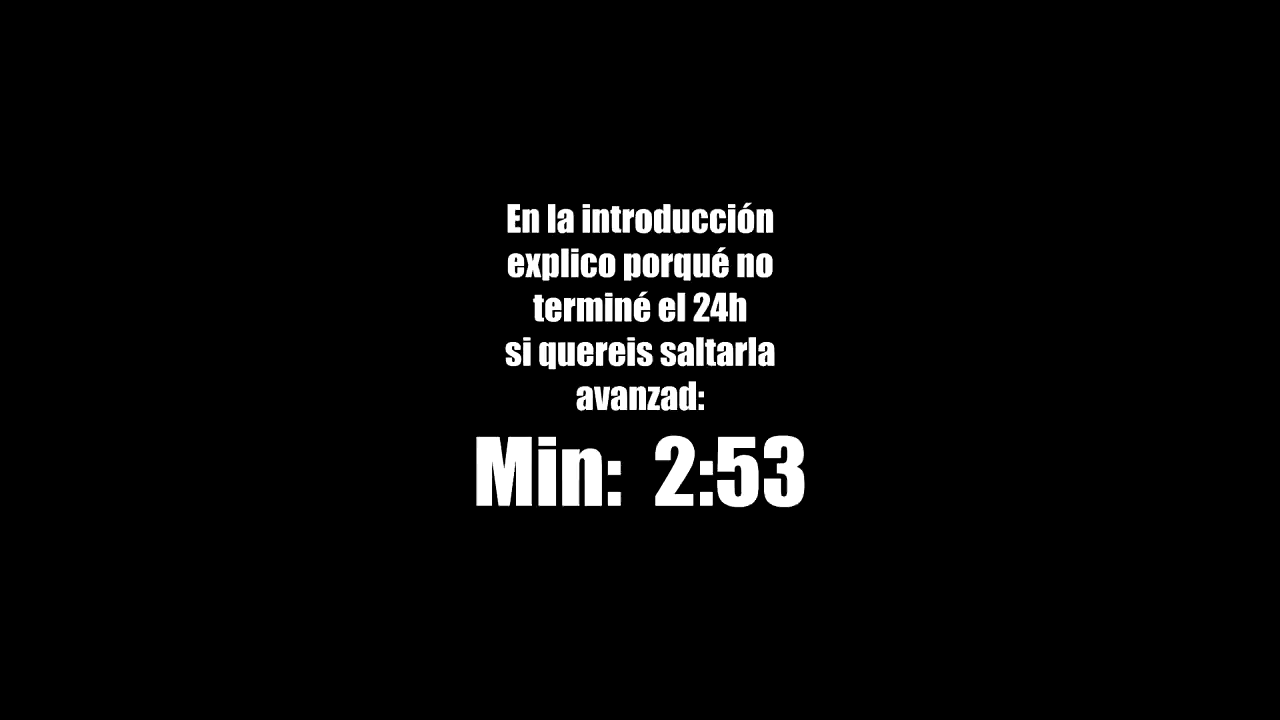 En la introducción
explico porqué no
terminé el 24h
si quereis saltarla
avanzad:
Min: 2:53